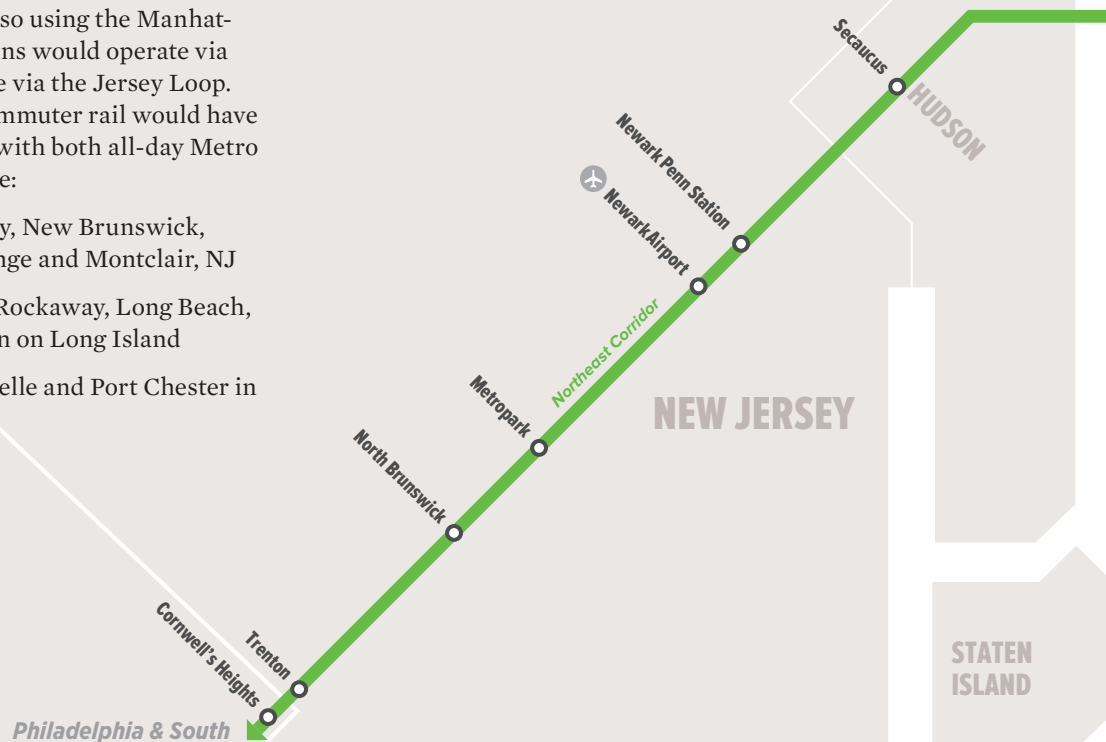 so using the Manhat-
ns would operate via
e via the Jersey Loop.
mmuter rail would have
with both all-day Metro
e:
y, New Brunswick,
nge and Montclair, NJ
Rockaway, Long Beach,
n on Long Island
elle and Port Chester in
Secaucus
HUDSON
Newark Penn Station
Newark Airport
Northeast Corridor
Metropark
NEW JERSEY
North Brunswick
Trenton
Cornwell's Heights
STATEN
ISLAND
Philadelphia & South